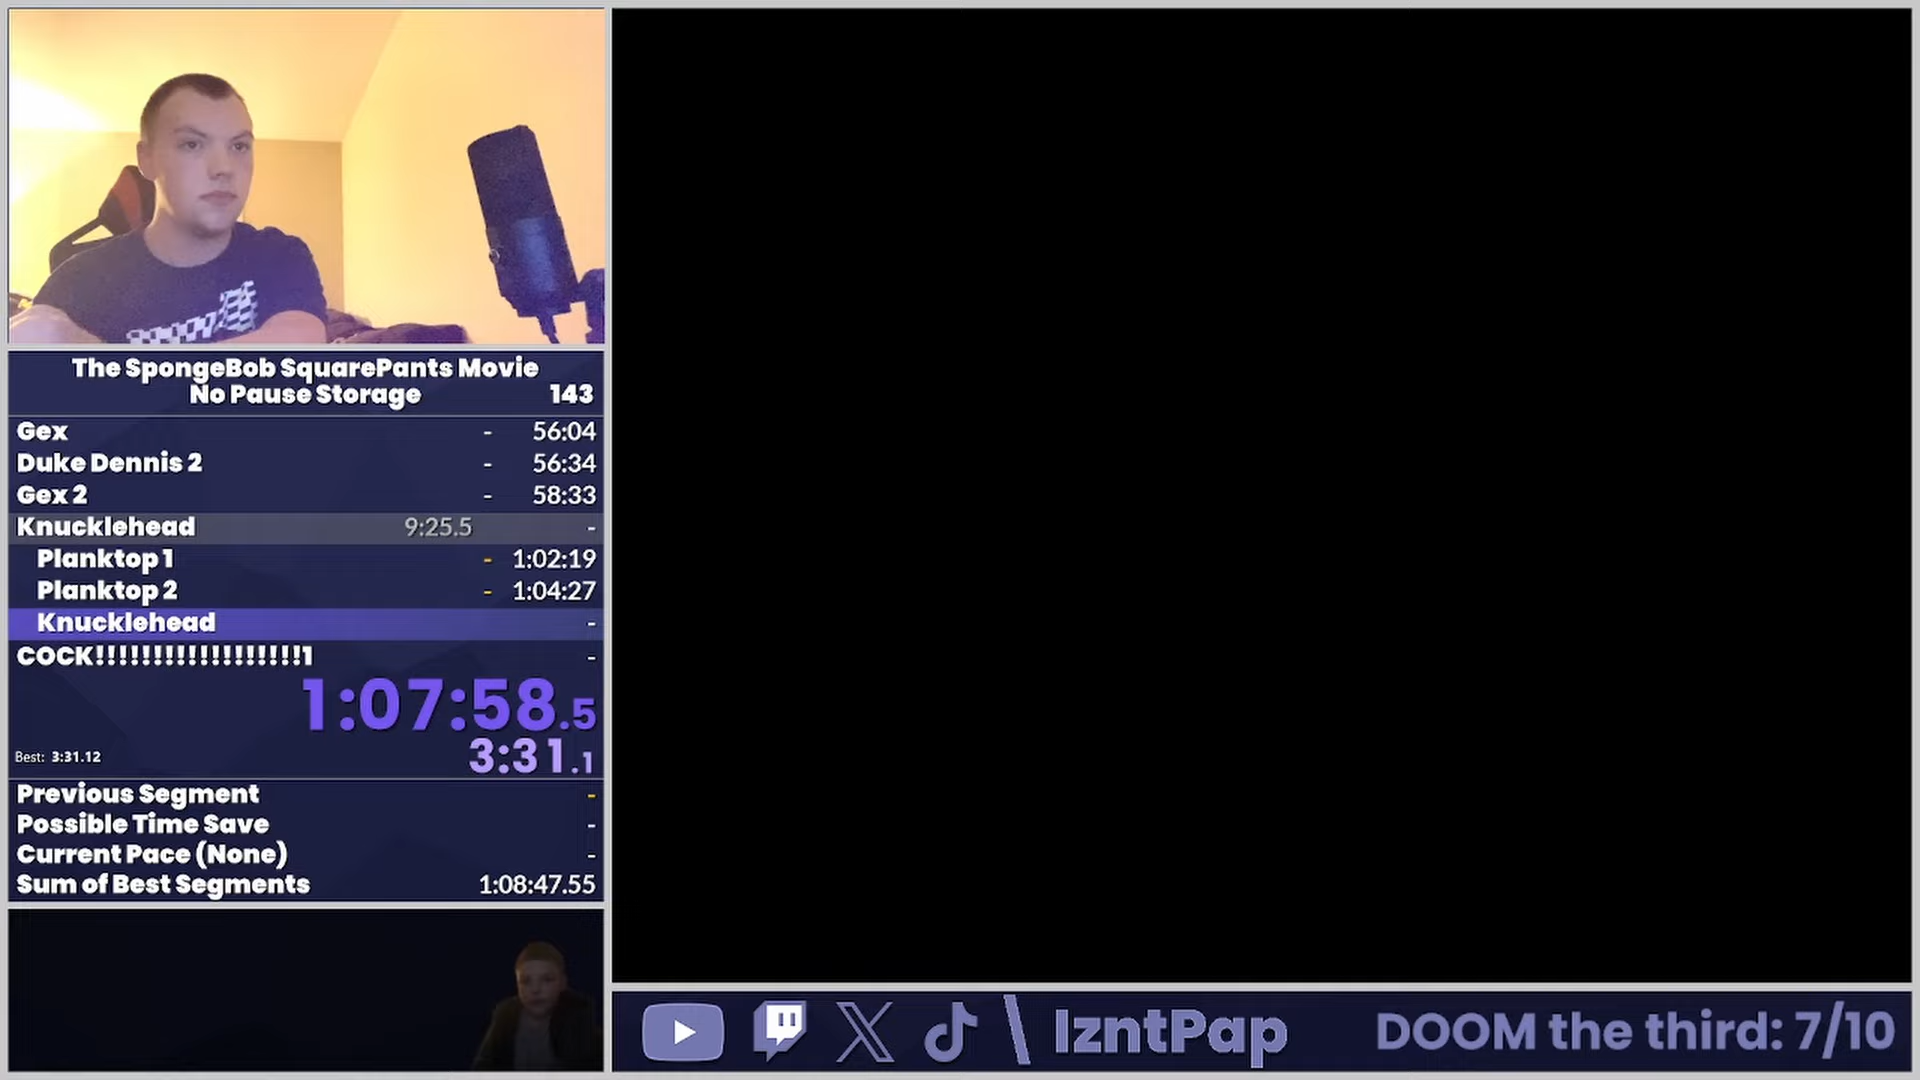 The SpongeBob SquarePants Movie
No Pause Storage 143
Gex - 56:04
Duke Dennis 2 - 56:34
Gex 2 - 58:33
Knucklehead 9:25.5 -
Planktop 1 - 1:02:19
Planktop 2 - 1:04:27
Knucklehead -
COCK!!!!!!!!!!!!!!!!!!1 -
1:07:58.5
Best: 3:31.12 3:31.1
Previous Segment -
Possible Time Save -
Current Pace (None) -
Sum of Best Segments 1:08:47.55
\ IzntPap DOOM the third: 7/10